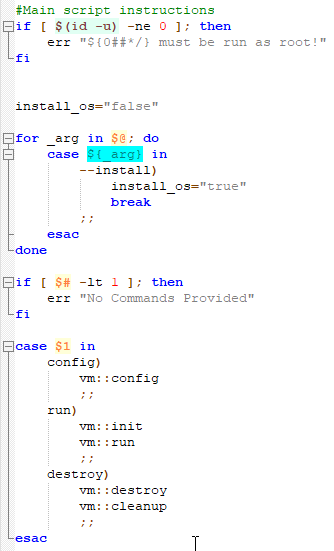 #Main script instructions
if [ $(id -u) -ne 0 ]; then
    err "${0##*/} must be run as root!"
fi
install_os="false"
for _arg in $@; do
    case ${_arg} in
        --install)
            install_os="true"
            break
        ;;
    esac
done
if [ $# -lt 1 ]; then
    err "No Commands Provided"
fi
case $1 in
    config)
        vm::config
        ;;
    run)
        vm::init
        vm::run
        ;;
    destroy)
        vm::destroy
        vm::cleanup
        ;;
esac